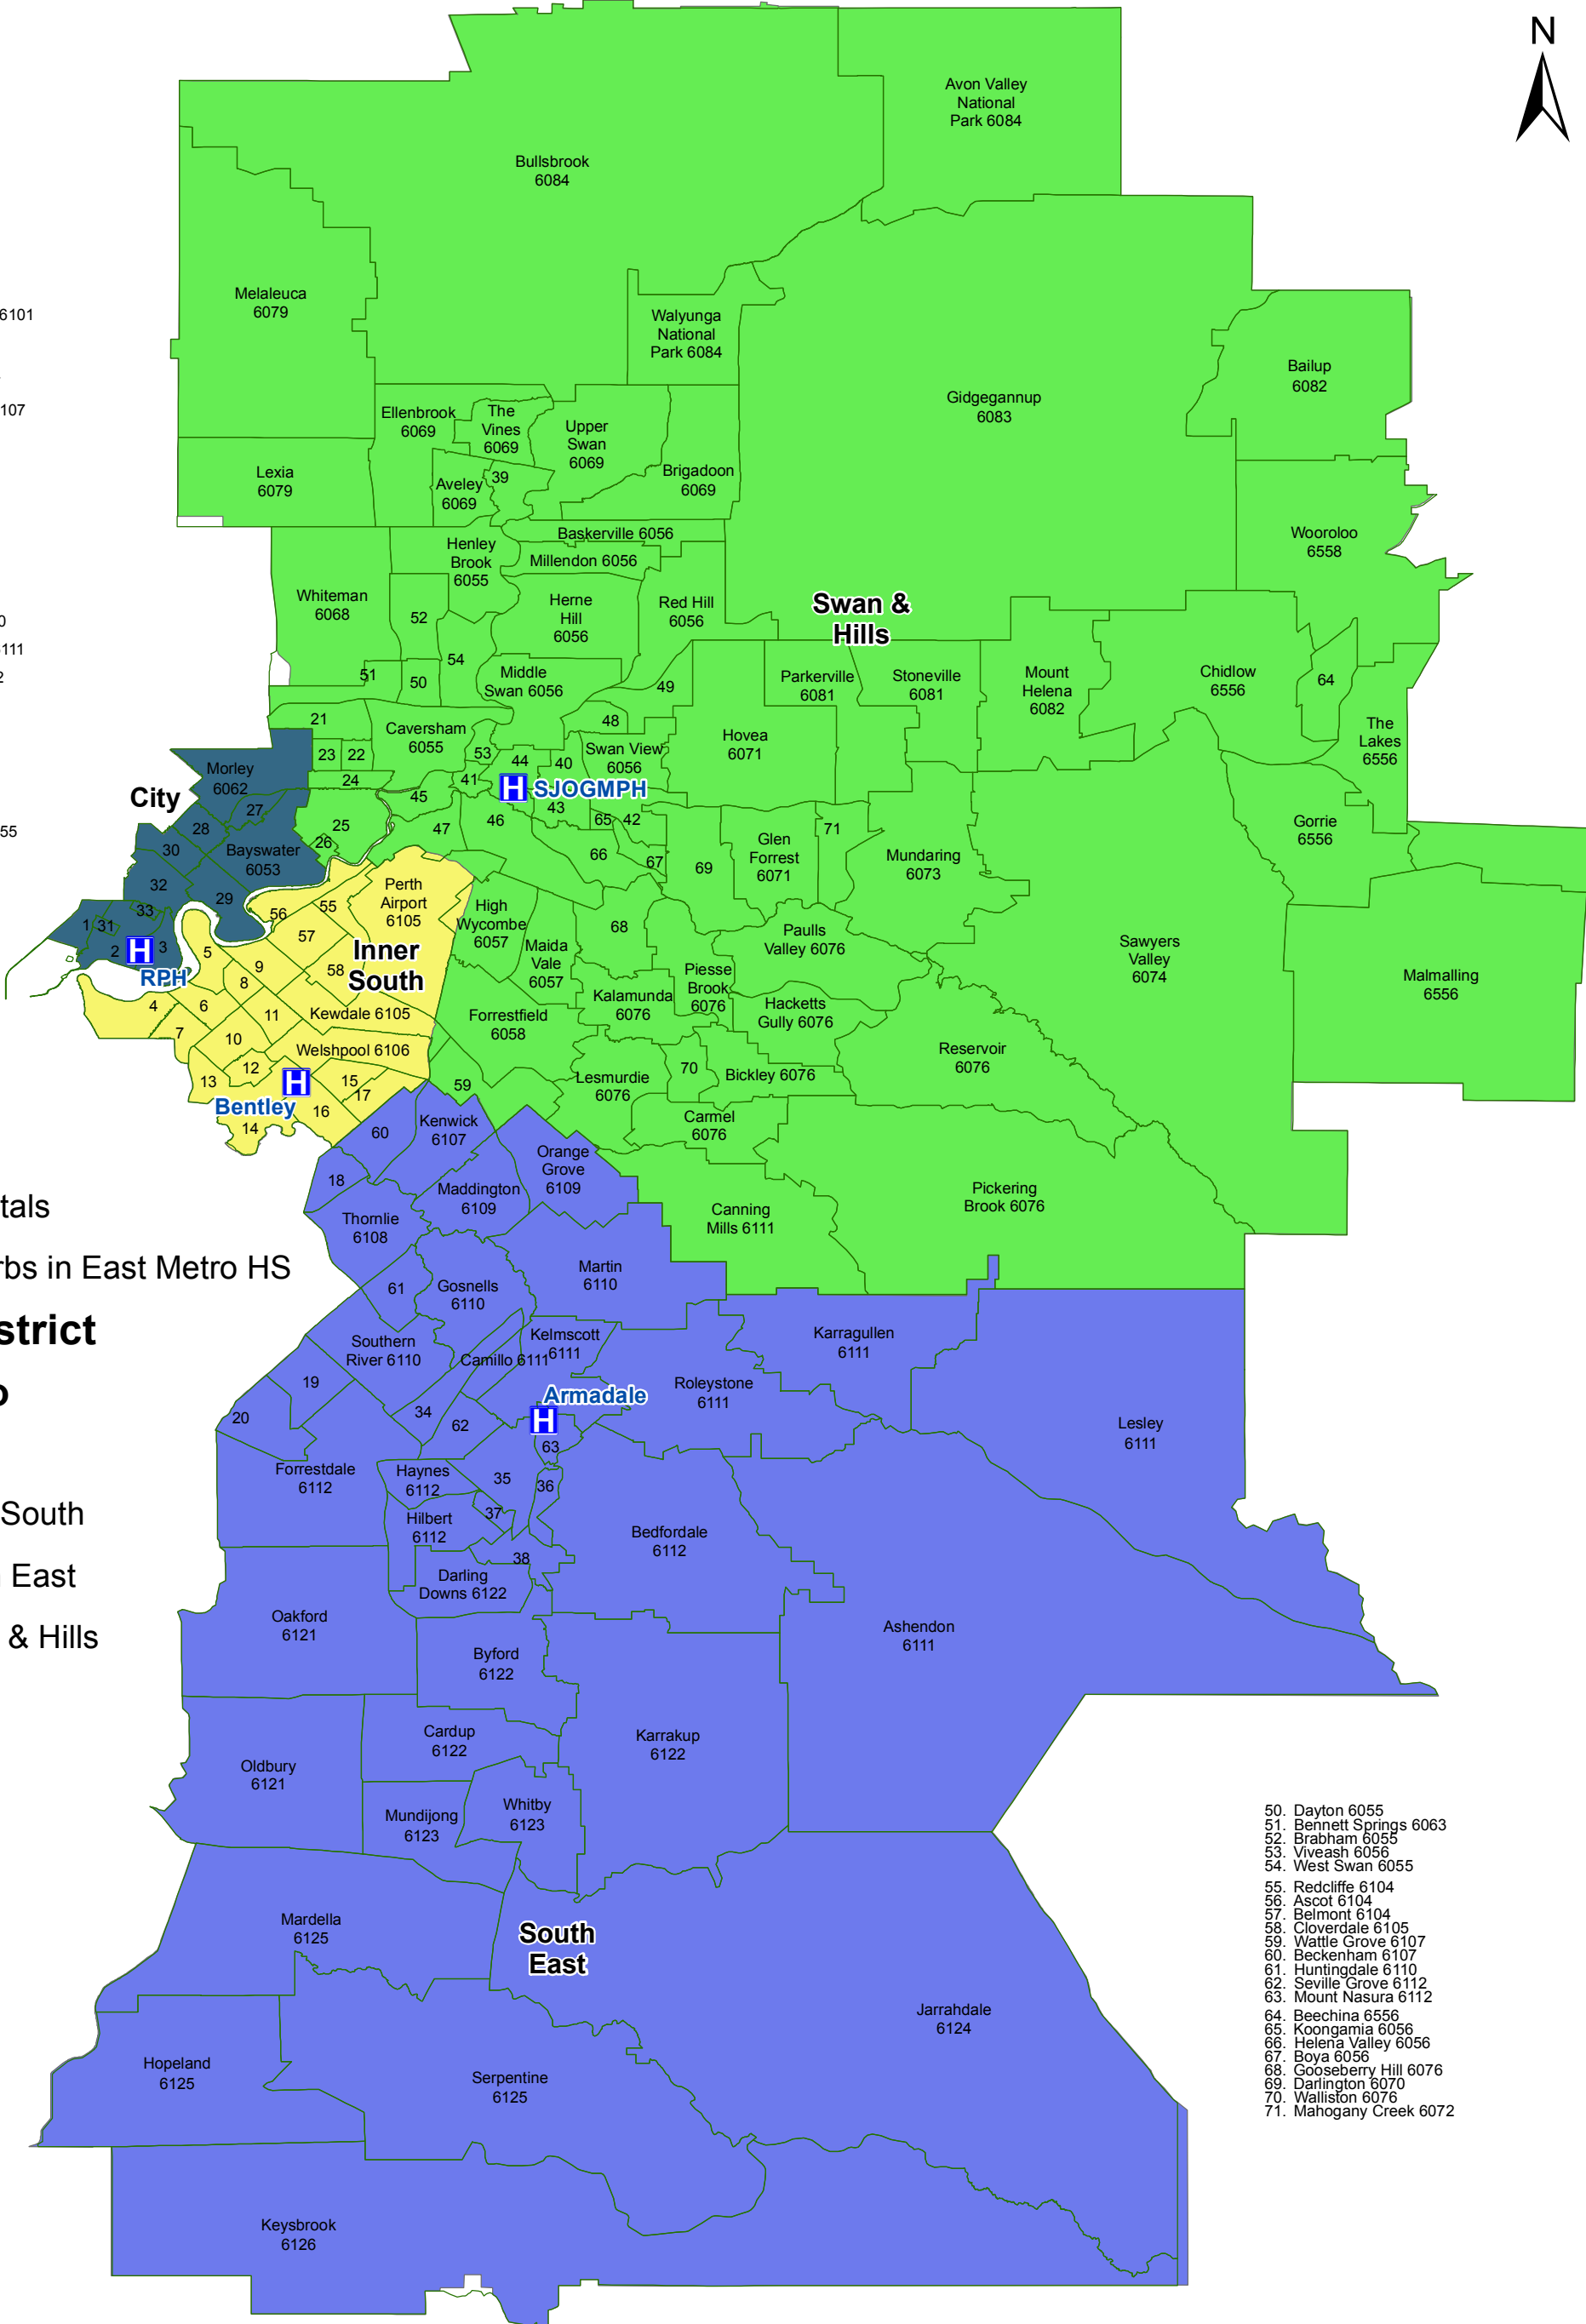 N
Avon Valley
National
Park 6084
Bullsbrook
6084
Melaleuca
6079
6101
Walyunga
National
Park 6084
Bailup
6082
107
Gidgegannup
6083
Ellenbrook
6069
The
Vines
6069
Upper
Swan
6069
Lexia
6079
Aveley
6069
39
Brigadoon
6069
Baskerville 6056
Wooroloo
6558
Henley
Brook
6055
Millendon 6056
Whiteman
6068
52
Herne
Hill
6056
Red Hill
6056
Swan &
Hills
0
111
2
54
51
50
Middle
Swan 6056
49
Parkerville
6081
Stoneville
6081
Mount
Helena
6082
Chidlow
6556
64
21
Caversham
6055
48
Hovea
6071
The
Lakes
6556
23
22
53
44
40
Swan View
6056
Morley
6062
24
41
H
SJOGMPH
City
45
43
27
28
25
26
47
46
65
42
71
Gorrie
6556
55
30
Bayswater
6053
66
67
69
Glen
Forrest
6071
Mundaring
6073
32
29
33
56
55
Perth
Airport
6105
High
Wycombe
6057
68
Paulls
Valley 6076
1
31
2
H
3
RPH
5
57
Inner
South
Maida
Vale
6057
Sawyers
Valley
6074
9
58
8
Piesse
Brook
6076
Malmalling
6556
4
6
11
Kewdale 6105
Kalamunda
6076
Hacketts
Gully 6076
Forrestfield
6058
7
10
Welshpool 6106
Reservoir
6076
12
13
H
15
17
59
Lesmurdie
6076
70
Bickley 6076
Bentley
16
14
60
Kenwick
6107
Carmel
6076
Orange
Grove
6109
18
Maddington
6109
Pickering
Brook 6076
tals
Thornlie
6108
Canning
Mills 6111
rbs in East Metro HS
61
Gosnells
6110
Martin
6110
strict
Southern
River 6110
Camillo 6111
Kelmscott
6111
Karragullen
6111
o
19
Armadale
Roleystone
6111
20
34
62
H
63
Lesley
6111
Forrestdale
6112
Haynes
6112
35
36
South
37
Hilbert
6112
Bedfordale
6112
38
East
Darling
Downs 6122
Oakford
6121
Ashendon
6111
& Hills
Byford
6122
Cardup
6122
Karrakup
6122
Oldbury
6121
Mundijong
6123
Whitby
6123
50. Dayton 6055
51. Bennett Springs 6063
52. Brabham 6055
53. Viveash 6056
54. West Swan 6055
55. Redcliffe 6104
56. Ascot 6104
57. Belmont 6104
58. Cloverdale 6105
59. Wattle Grove 6107
60. Beckenham 6107
61. Huntingdale 6110
62. Seville Grove 6112
63. Mount Nasura 6112
64. Beechina 6556
65. Koongamia 6056
66. Helena Valley 6056
67. Boya 6056
68. Gooseberry Hill 6076
69. Darlington 6070
70. Walliston 6076
71. Mahogany Creek 6072
Mardella
6125
South
East
Jarrahdale
6124
Hopeland
6125
Serpentine
6125
Keysbrook
6126